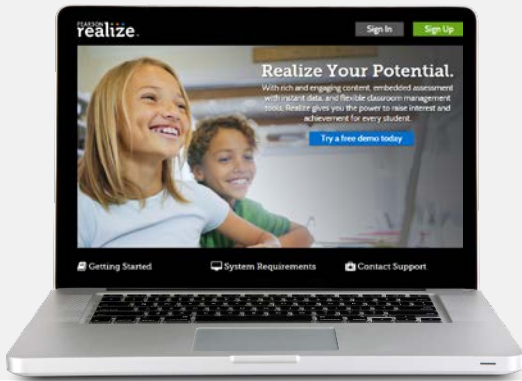 PEARSON
realize
Sign In
Sign Up
Realize Your Potential.
With rich and engaging content, embedded assessment
with instant data, and flexible classroom management
tools, Realize gives you the power to raise interest and
achievement for every student.
Try a free demo today
Getting Started
System Requirements
Contact Support